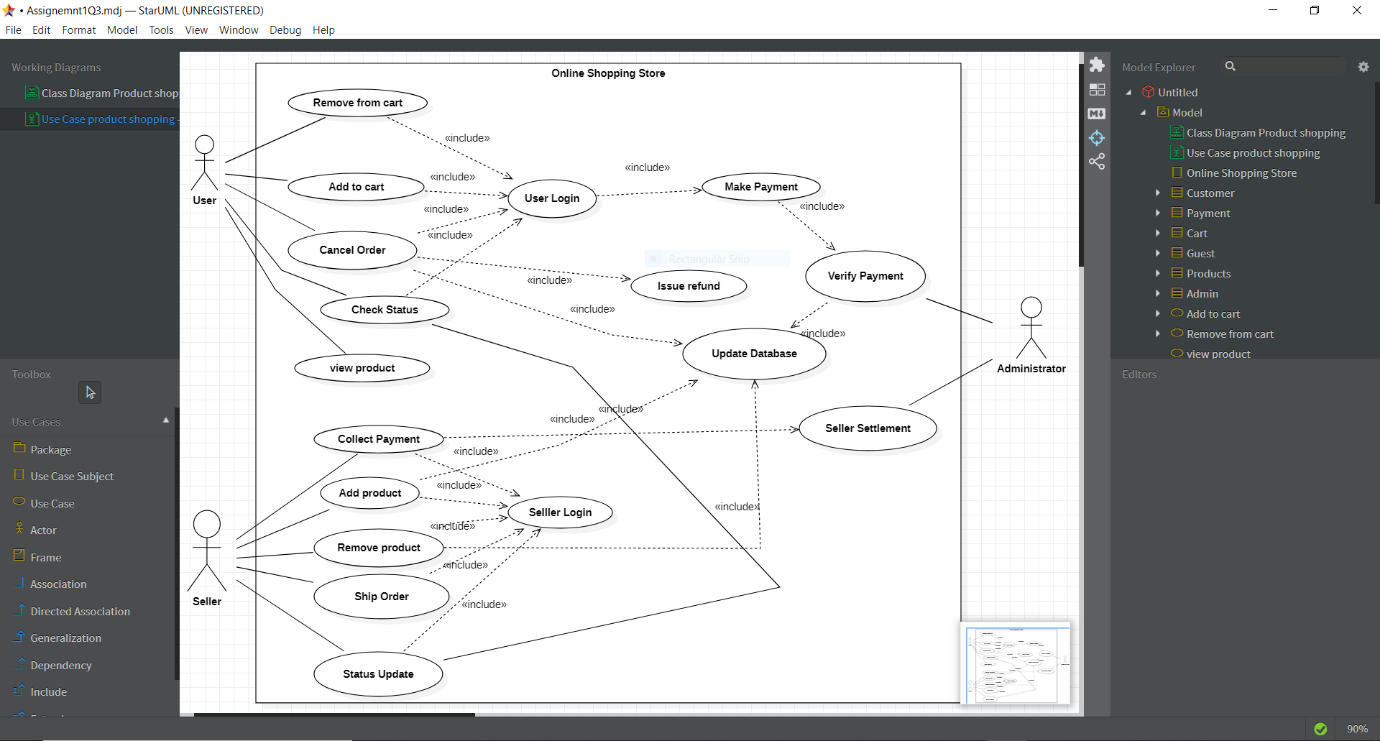 • Assignemnt1Q3.mdj — StarUML (UNREGISTERED)
File Edit Format Model Tools View Window Debug Help
Working Diagrams
Class Diagram Product shop
Use Case product shopping -
Toolbox
Use Cases
Package
Use Case Subject
Use Case
Actor
Frame
Association
Directed Association
Generalization
Dependency
Include
Online Shopping Store
Remove from cart
«include»
«include»
Add to cart
«include»
User Login
Make Payment
User
«include»
«include»
«include»
Cancel Order
Rectangular Snip
Verify Payment
«include»
Issue refund
Check Status
«include»
«include»
Update Database
view product
Administrator
«include»
«include»
Collect Payment
Seller Settlement
«include»
«include»
Add product
«include»
Selller Login
«include»
Remove product
«include»
Ship Order
Seller
«include»
Status Update
Model Explorer
Untitled
Model
Class Diagram Product shopping
Use Case product shopping
Online Shopping Store
Customer
Payment
Cart
Guest
Products
Admin
Add to cart
Remove from cart
view product
Editors
90%